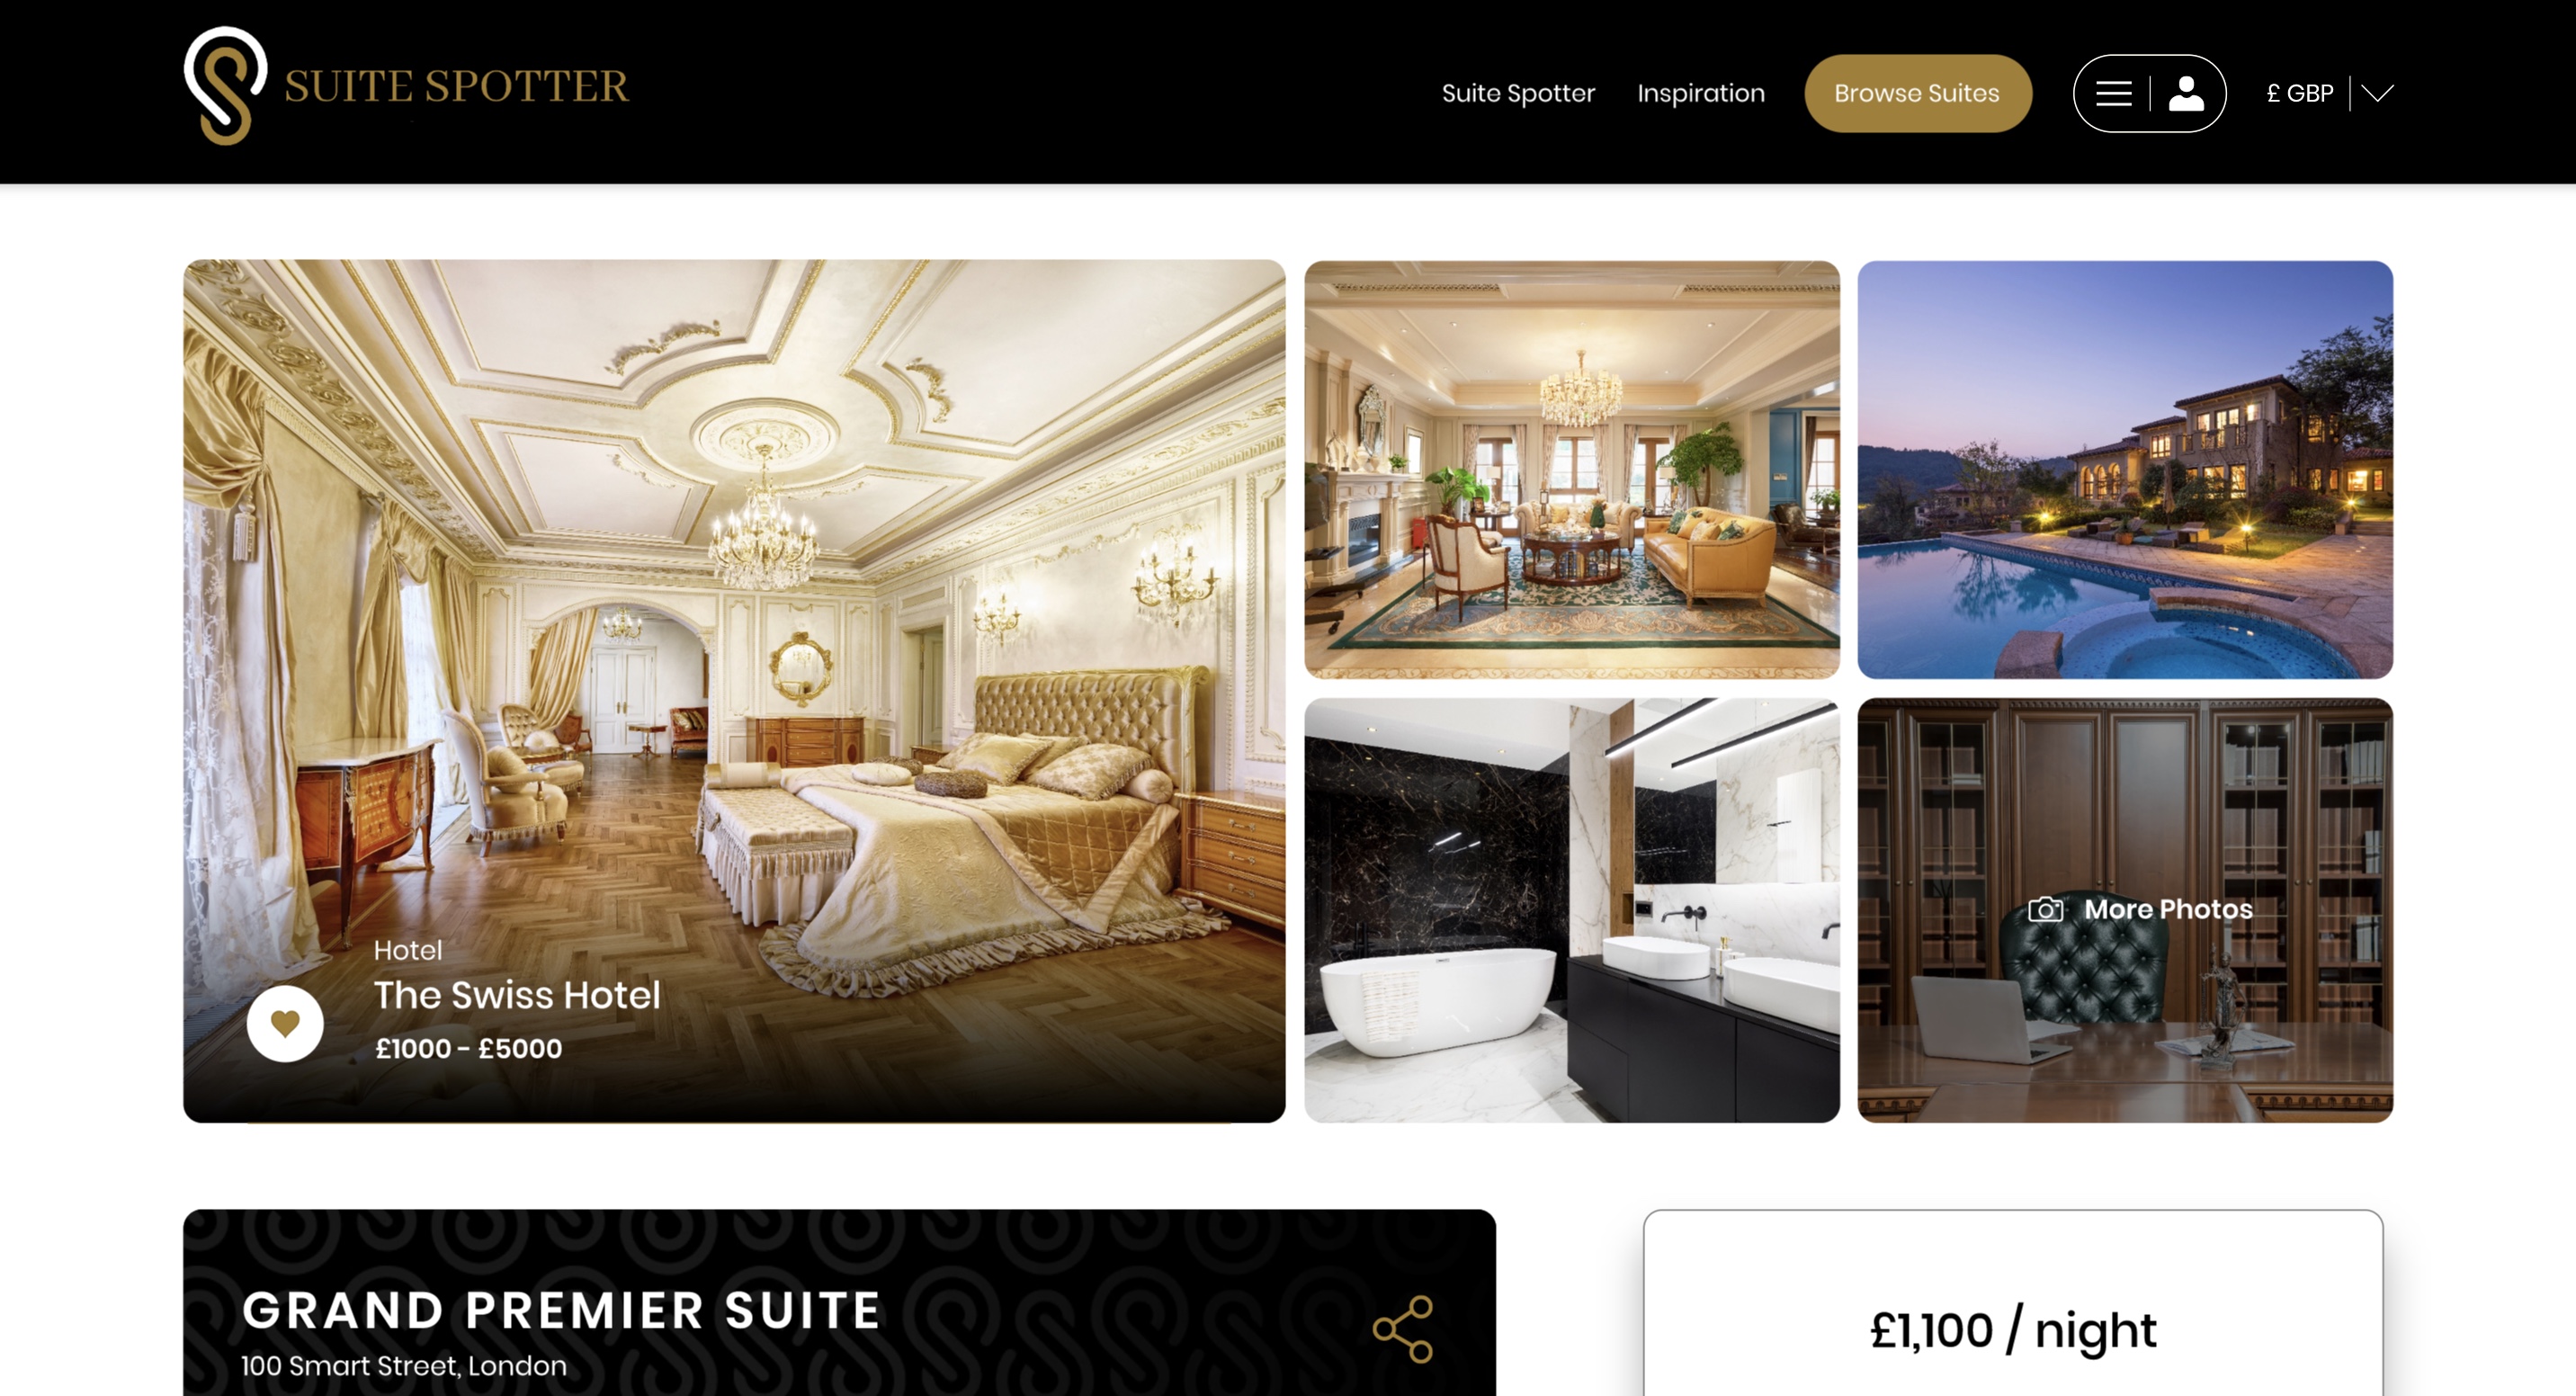 SUITE SPOTTER
Suite Spotter
Inspiration
Browse Suites
£ GBP
Hotel
The Swiss Hotel
£1000 - £5000
More Photos
GRAND PREMIER SUITE
100 Smart Street, London
£1,100 / night